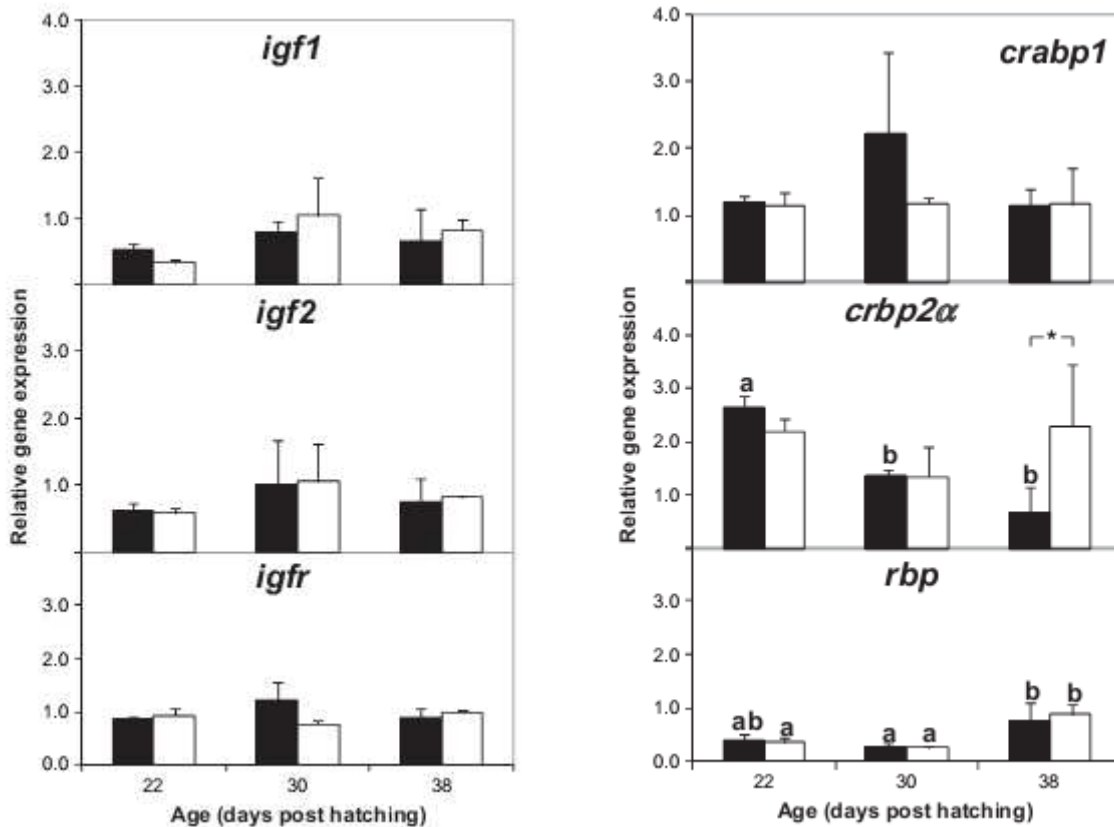 4.0
igf1
3.0
2.0
1.0
igf2
3.0
2.0
1.0
igfr
3.0
2.0
1.0
0.0
22 30 38
Age (days post hatching)
Relative gene expression
4.0
crabp1
3.0
2.0
1.0
crbp2α
4.0
*
3.0
a
2.0
b
1.0
b
rbp
3.0
2.0
1.0
b b
ab a a a
0.0
22 30 38
Age (days post hatching)
Relative gene expression